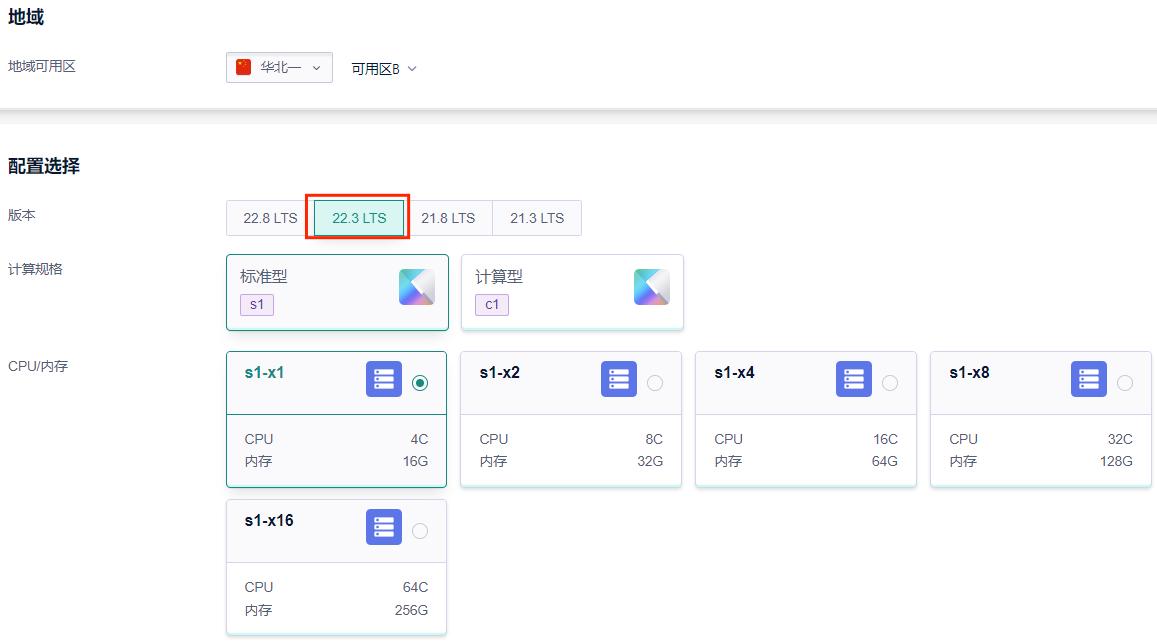 地域
地域可用区 华北一 可用区B
配置选择
版本 22.8 LTS 22.3 LTS 21.8 LTS 21.3 LTS
计算规格 标准型 计算型
s1 c1
CPU/内存 s1-x1 s1-x2 s1-x4 s1-x8
CPU 4C CPU 8C CPU 16C CPU 32C
内存 16G 内存 32G 内存 64G 内存 128G
s1-x16
CPU 64C
内存 256G